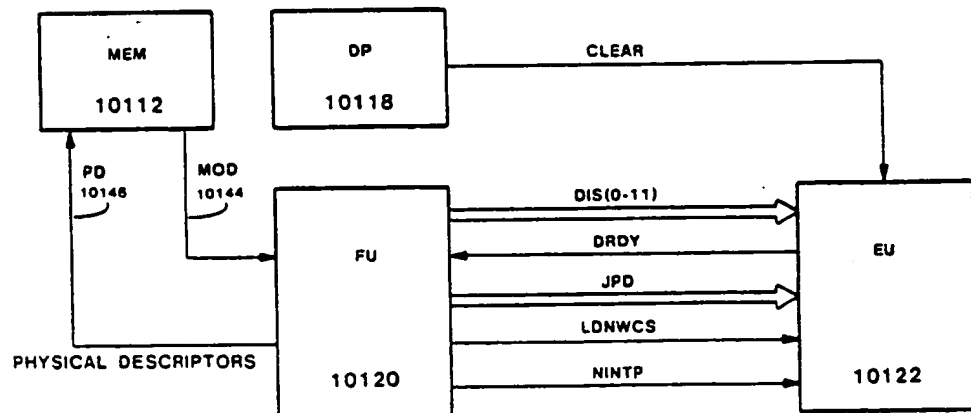 MEM
10112
DP
10118
CLEAR
PD
10146
MOD
10144
DIS(0-11)
DRDY
FU
EU
JPD
LDNWCS
PHYSICAL DESCRIPTORS
NINTP
10120
10122